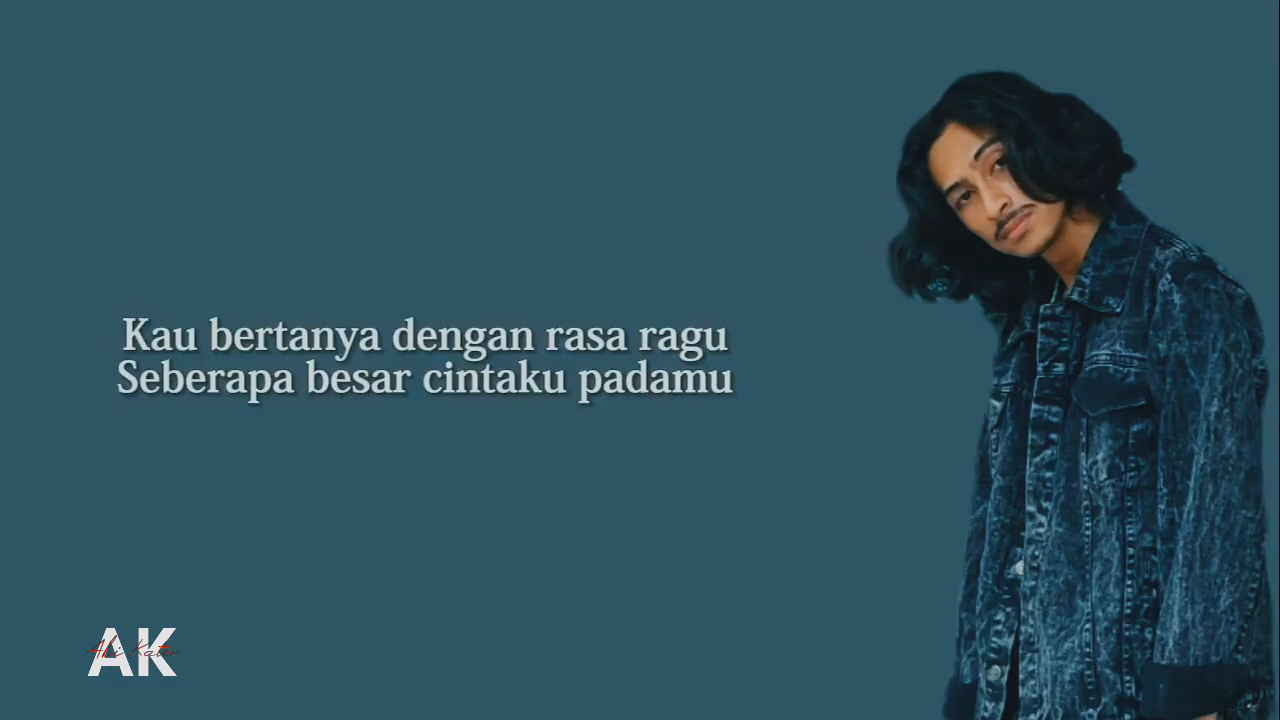 Kau bertanya dengan rasa ragu
Seberapa besar cintaku padamu
AK